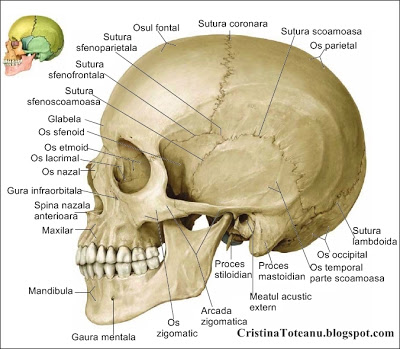 Osul fontal
Sutura coronara
Sutura scoamoasa
Os parietal
Sutura
sfenoparietala
Sutura
sfenofrontala
Sutura
sfenoscoamoasa
Glabela
Os sfenoid
Os etmoid
Os lacrimal
Os nazal
Gura infraorbitala
Spina nazala
anterioara
Maxilar
Mandibula
Gaura mentala
Os
zigomatic
Arcada
zigomatica
Proces
stiloidian
Proces
mastoidian
Meatul acustic
extern
Os temporal
parte scoamoasa
Os occipital
Sutura
lambdoida
CristinaToteanu.blogspot.com